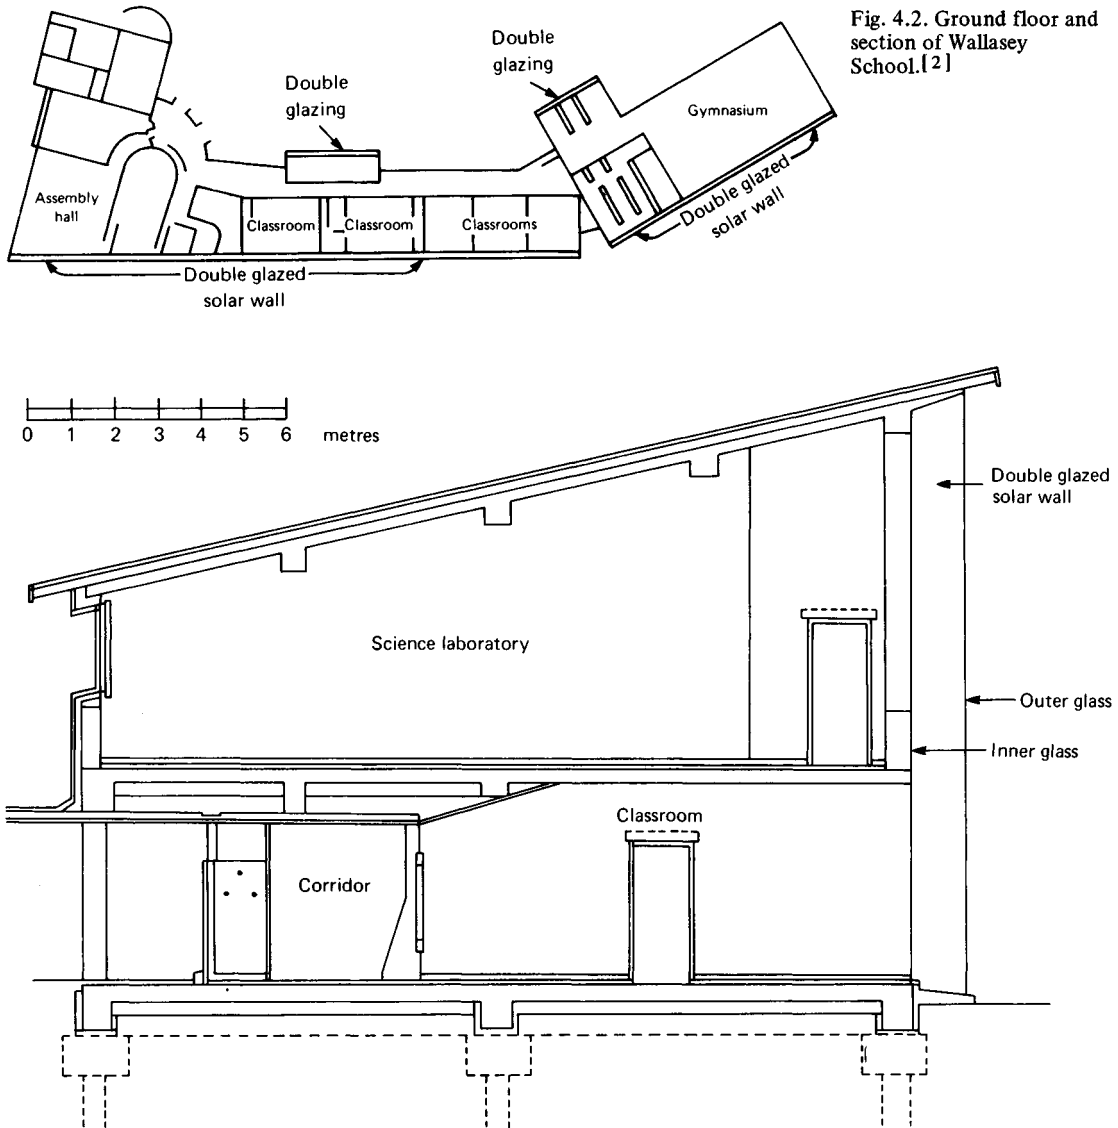 Fig. 4.2. Ground floor and
section of Wallasey
School.[2]
Double
glazing
Double
glazing
Gymnasium
Assembly
hall
Classroom
Classroom
Classrooms
Double glazed
solar wall
Double glazed
solar wall
0 1 2 3 4 5 6 metres
Double glazed
solar wall
Science laboratory
Outer glass
Inner glass
Classroom
Corridor